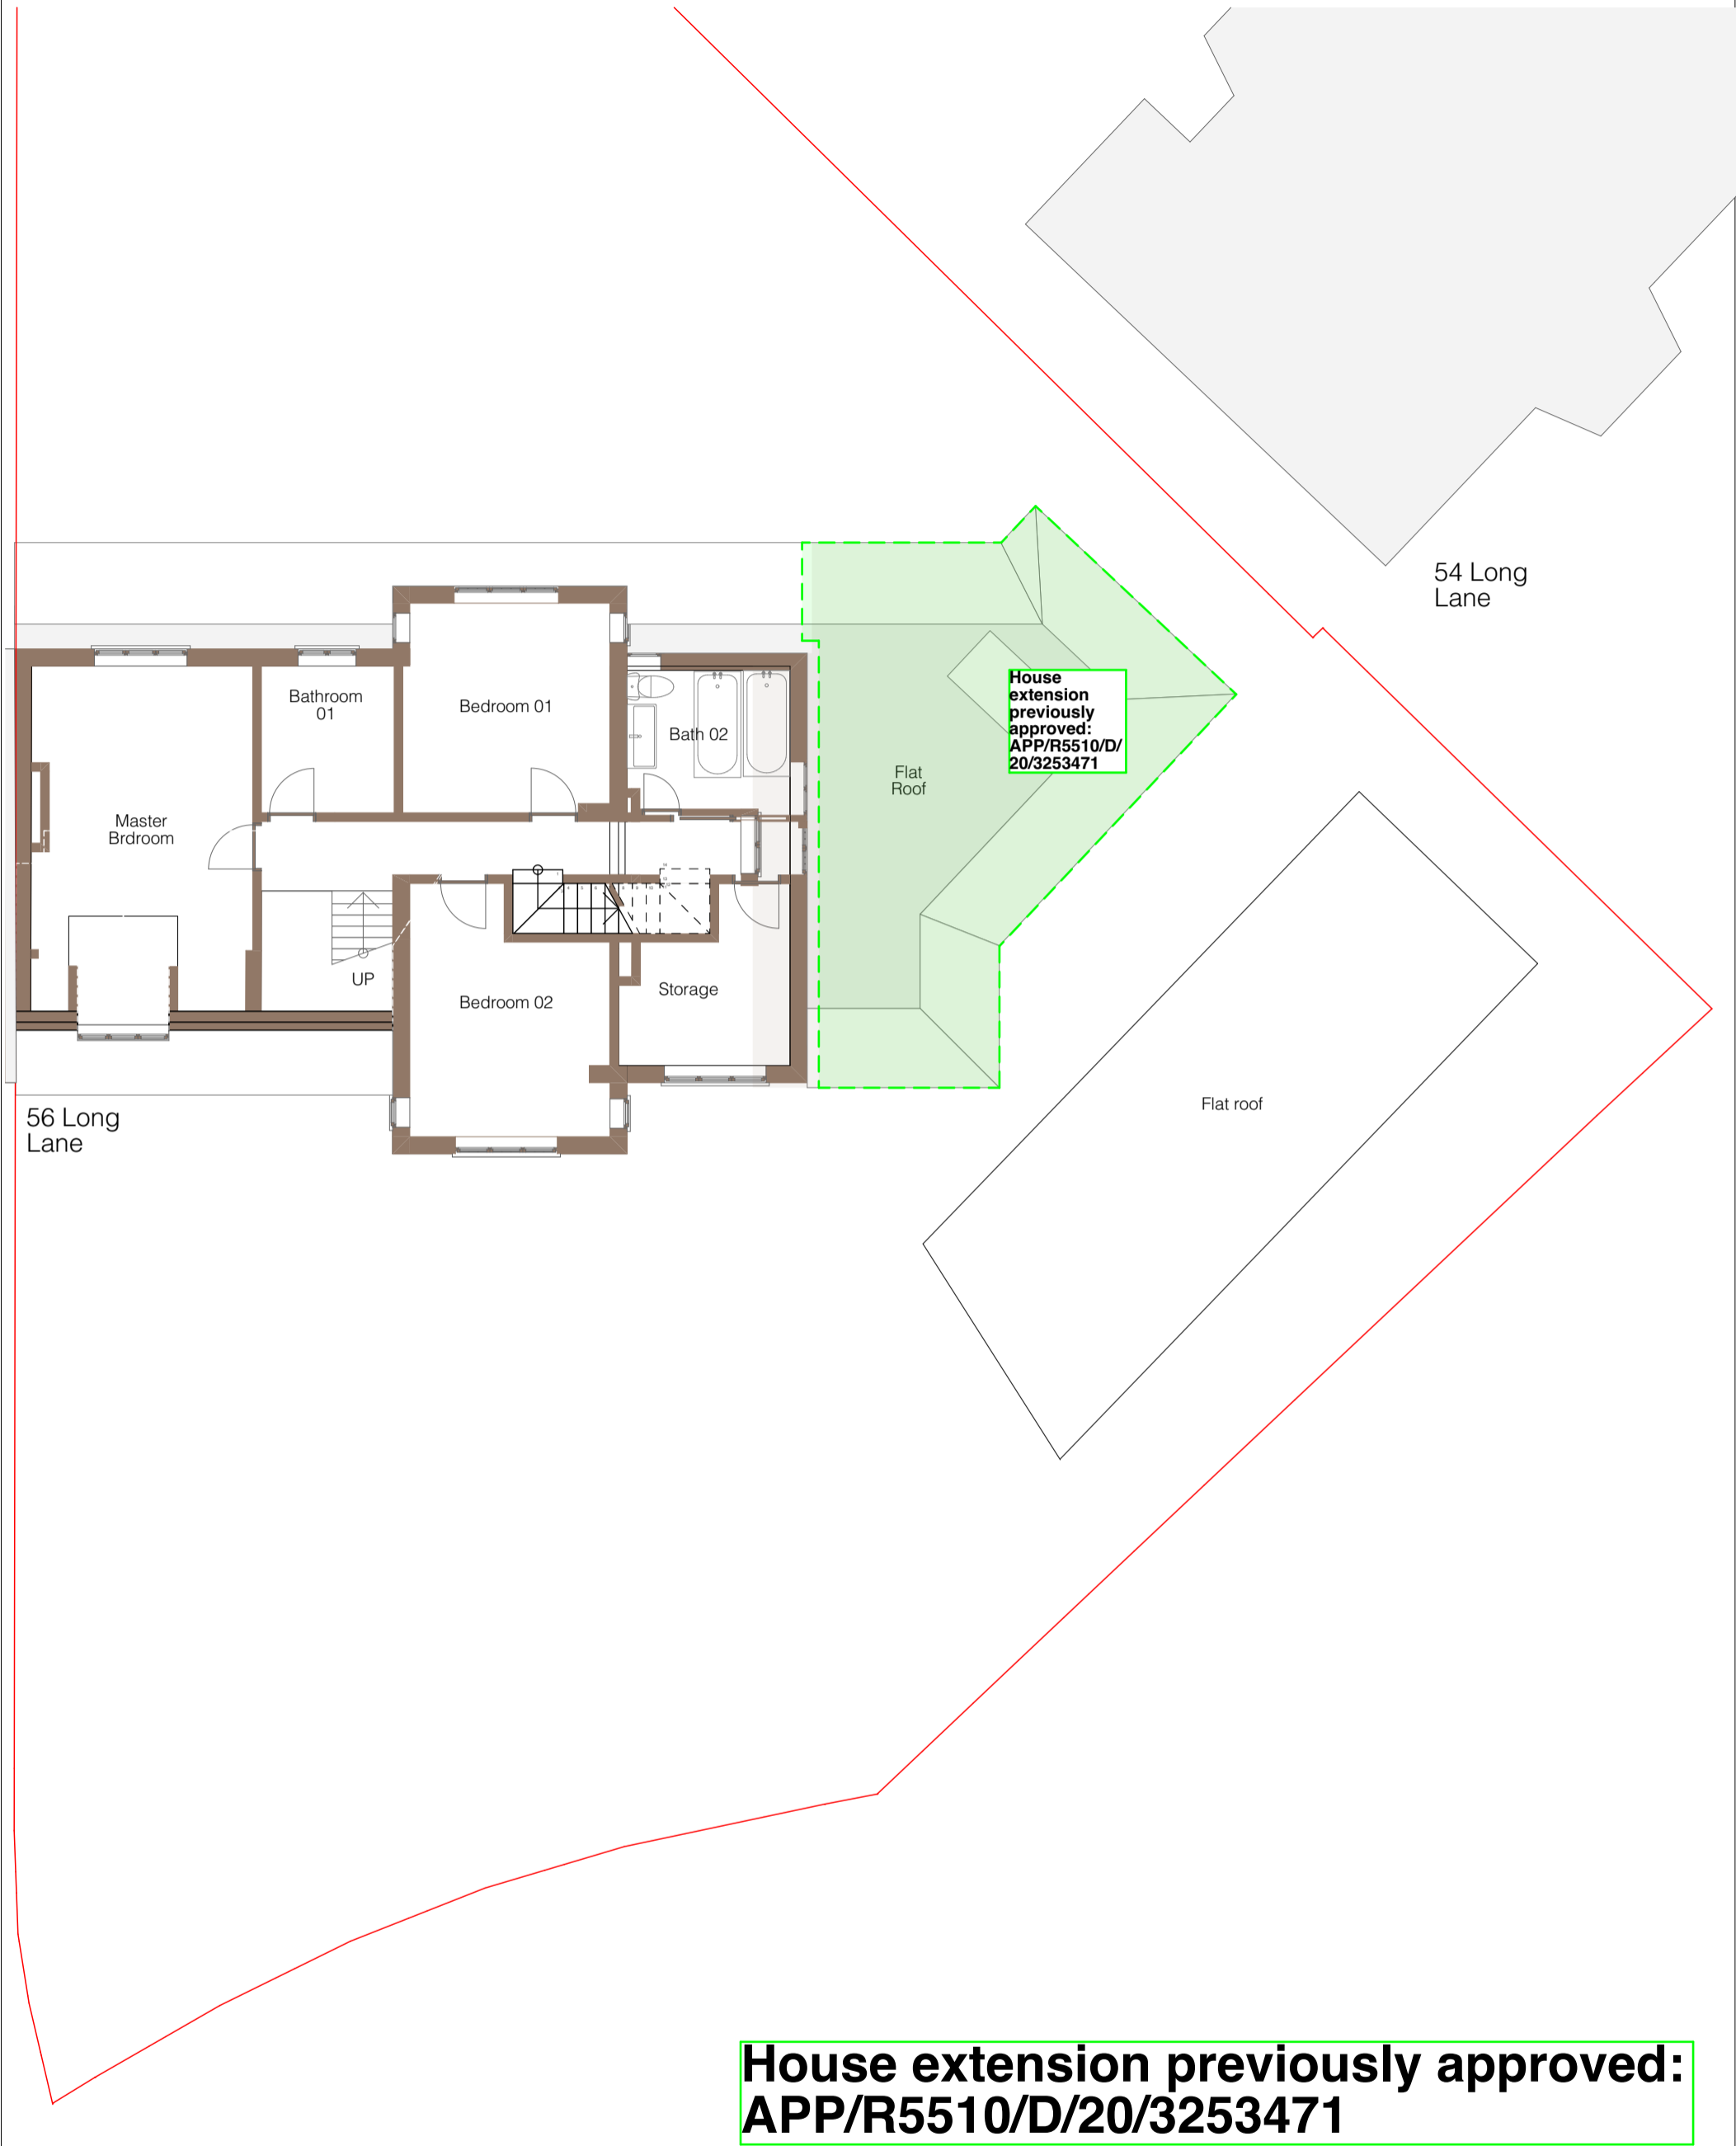 54 Long
Lane
House
extension
previously
approved:
APP/R5510/D/
20/3253471
Bathroom
01
Bedroom 01
Bath 02
Flat
Roof
Master
Brdroom
UP
Bedroom 02
Storage
56 Long
Lane
Flat roof
House extension previously approved:
APP/R5510/D/20/3253471